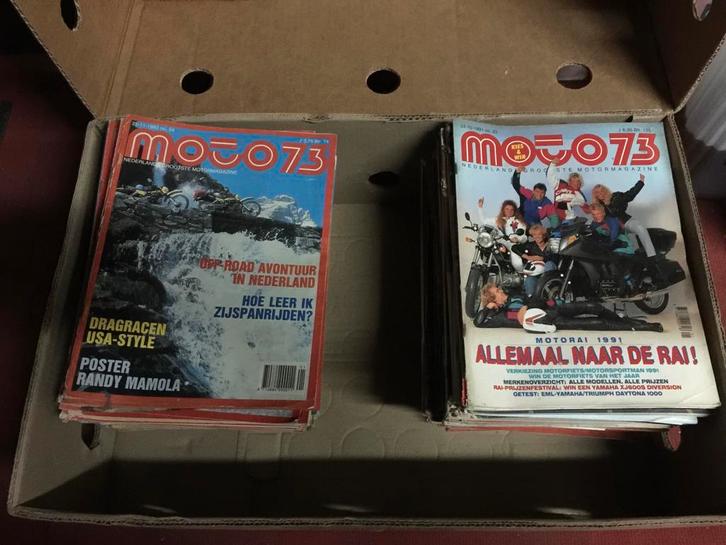 MOTO73
NEDERLANDS GROOTSTE MOTORMAGAZINE
OFF-ROAD AVONTUUR
IN NEDERLAND
HOE LEER IK
ZIJSPANRIJDEN?
DRAGRACEN
USA-STYLE
POSTER
RANDY MAMOLA
KIES &
WIN
MOTO73
NEDERLANDS GROOTSTE MOTORMAGAZINE
MOTORAI 1991
ALLEMAAL NAAR DE RAI!
VERKIEZING MOTORFIETS/MOTORSPORTMAN 1991
WIN DE MOTORFIETS VAN HET JAAR
MERKENOVERZICHT: ALLE MODELLEN, ALLE PRIJZEN
RAI-PRIJZENFESTIVAL: WIN EEN YAMAHA XJ600S DIVERSION
GETEST: EML-YAMAHA/TRIUMPH DAYTONA 1000